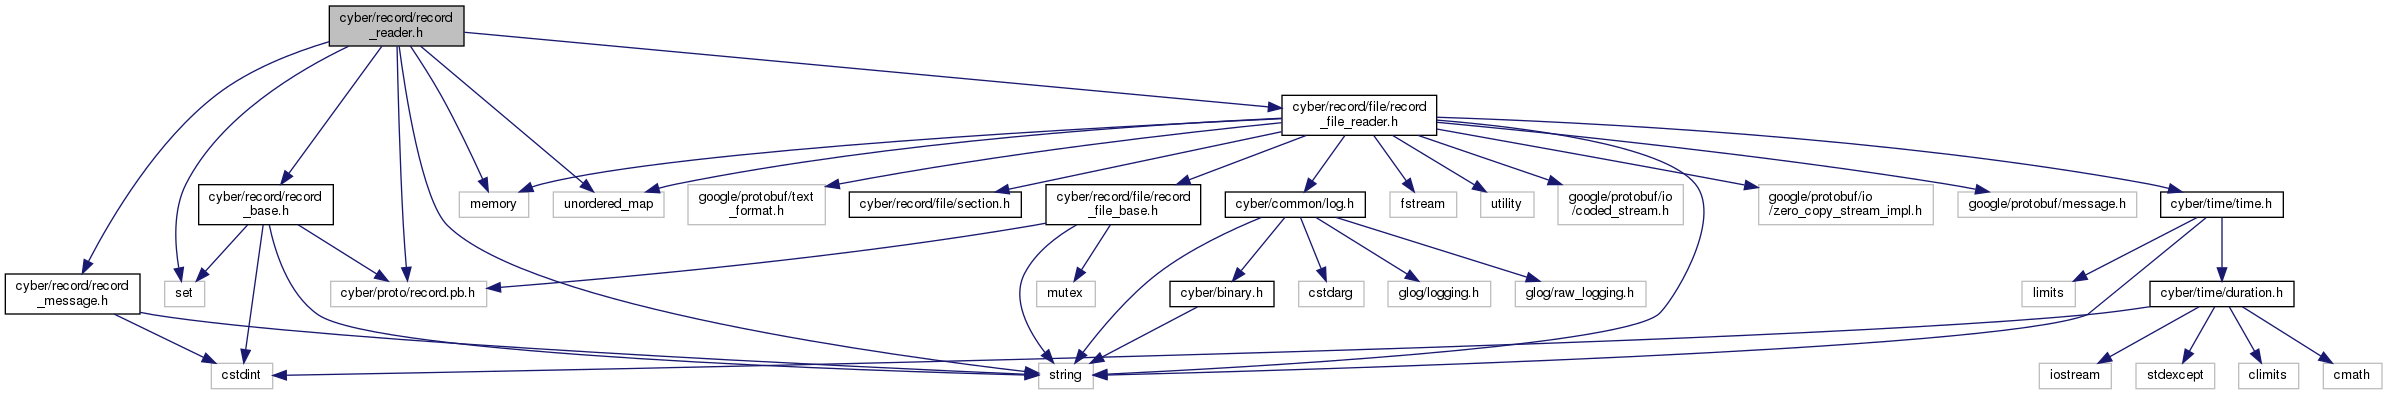 cyber/record/record
_reader.h
cyber/record/file/record
_file_reader.h
cyber/record/record
_base.h
memory
unordered_map
google/protobuf/text
_format.h
cyber/record/file/section.h
cyber/record/file/record
_file_base.h
cyber/common/log.h
fstream
utility
google/protobuf/io
/coded_stream.h
google/protobuf/io
/zero_copy_stream_impl.h
google/protobuf/message.h
cyber/time/time.h
cyber/record/record
_message.h
set
cyber/proto/record.pb.h
mutex
cyber/binary.h
cstdarg
glog/logging.h
glog/raw_logging.h
limits
cyber/time/duration.h
cstdint
string
iostream
stdexcept
climits
cmath